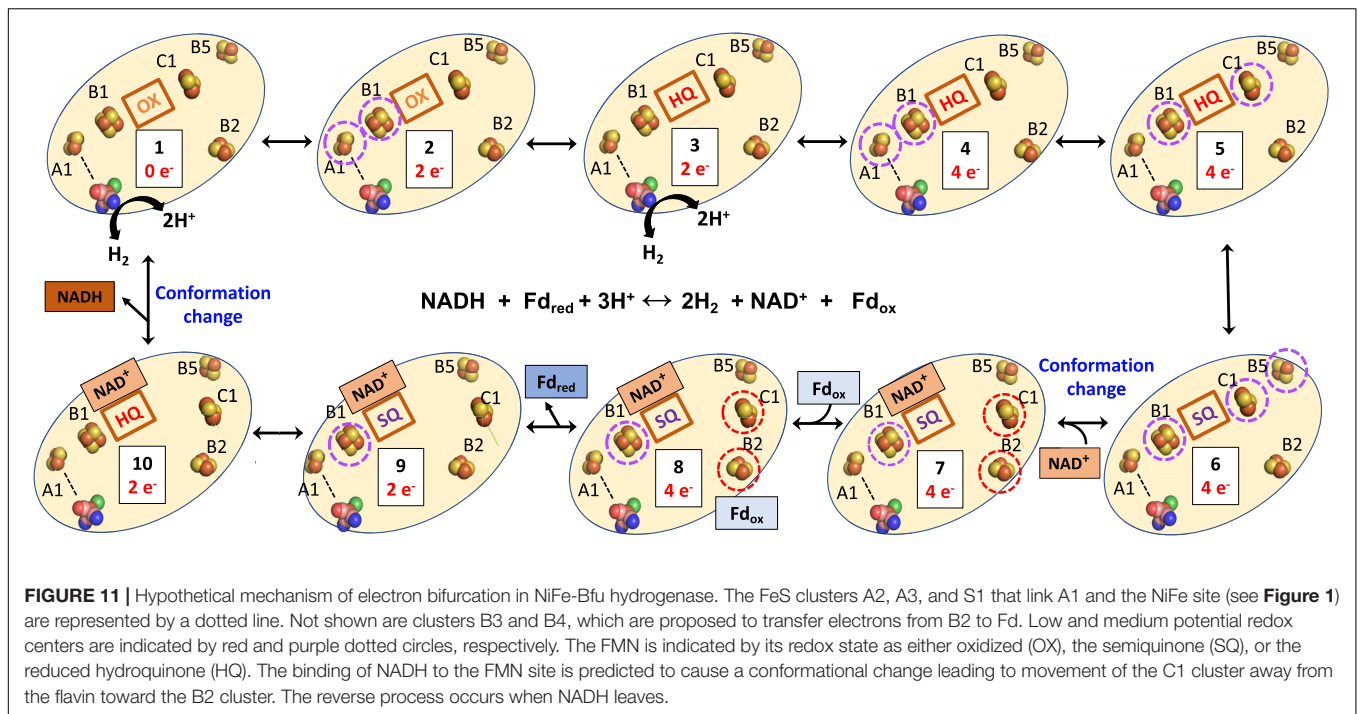 B5
C1
B1
OX
B2
A1
1
0 e-
2H+
H2
B5
C1
B1
OX
B2
A1
2
2 e-
B5
C1
B1
HQ
B2
A1
3
2 e-
2H+
H2
B5
C1
B1
HQ
B2
A1
4
4 e-
B5
C1
B1
HQ
B2
A1
5
4 e-
NADH
Conformation
change
NADH + Fdred + 3H+ ↔ 2H2 + NAD+ + Fdox
NAD+
B5
C1
B1
HQ
B2
A1
10
2 e-
NAD+
B5
C1
B1
SQ
B2
A1
9
2 e-
Fdred
NAD+
B5
C1
B1
SQ
B2
A1
8
4 e-
Fdox
Fdox
NAD+
B5
C1
B1
SQ
B2
A1
7
4 e-
Conformation
change
NAD+
B5
C1
B1
SQ
B2
A1
6
4 e-
FIGURE 11 | Hypothetical mechanism of electron bifurcation in NiFe-Bfu hydrogenase. The FeS clusters A2, A3, and S1 that link A1 and the NiFe site (see Figure 1)
are represented by a dotted line. Not shown are clusters B3 and B4, which are proposed to transfer electrons from B2 to Fd. Low and medium potential redox
centers are indicated by red and purple dotted circles, respectively. The FMN is indicated by its redox state as either oxidized (OX), the semiquinone (SQ), or the
reduced hydroquinone (HQ). The binding of NADH to the FMN site is predicted to cause a conformational change leading to movement of the C1 cluster away from
the flavin toward the B2 cluster. The reverse process occurs when NADH leaves.